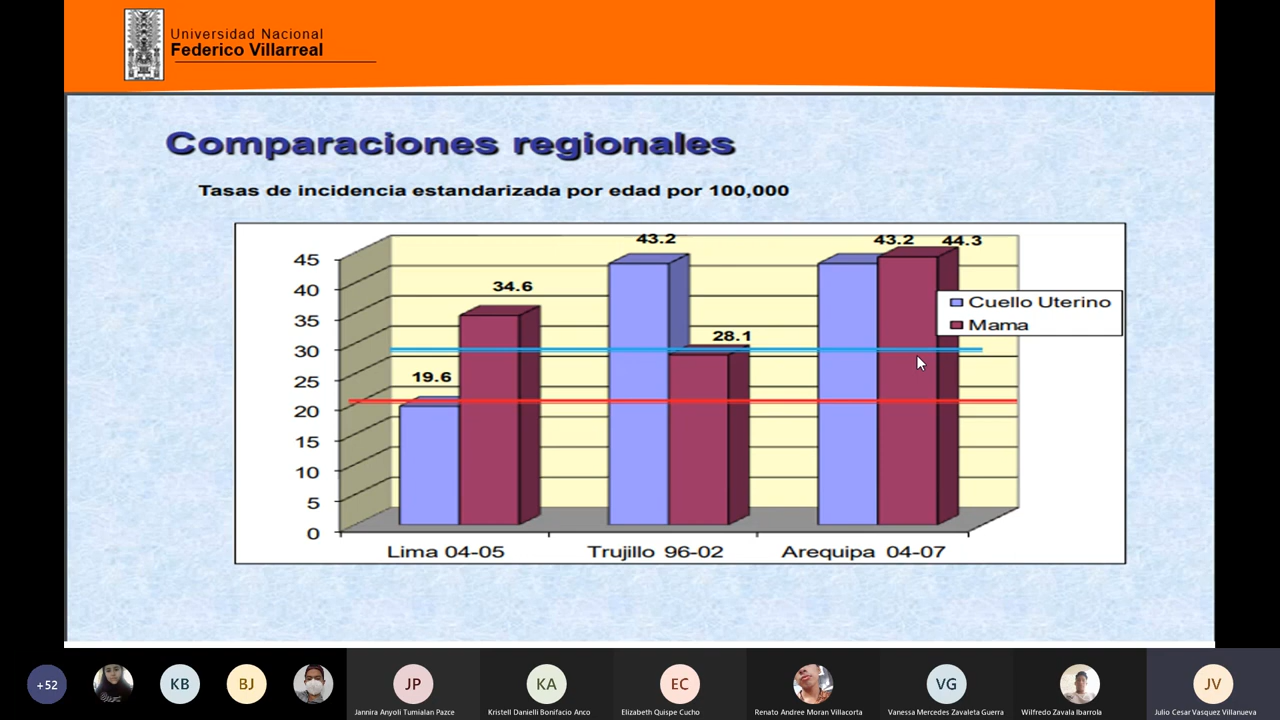 Universidad Nacional
Federico Villarreal
Comparaciones regionales
Tasas de incidencia estandarizada por edad por 100,000
45
40
35
30
25
20
15
10
5
0
19.6
34.6
43.2
28.1
43.2
44.3
Cuello Uterino
Mama
Lima 04-05
Trujillo 96-02
Arequipa 04-07
+52
KB
BJ
JP
KA
EC
VG
JV
Jannira Anyoli Tumialan Pazce
Kristell Danielli Bonifacio Anco
Elizabeth Quispe Cucho
Renato Andree Moran Villacorta
Vanessa Mercedes Zavaleta Guerra
Wilfredo Zavala Ibarrola
Julio Cesar Vasquez Villanueva